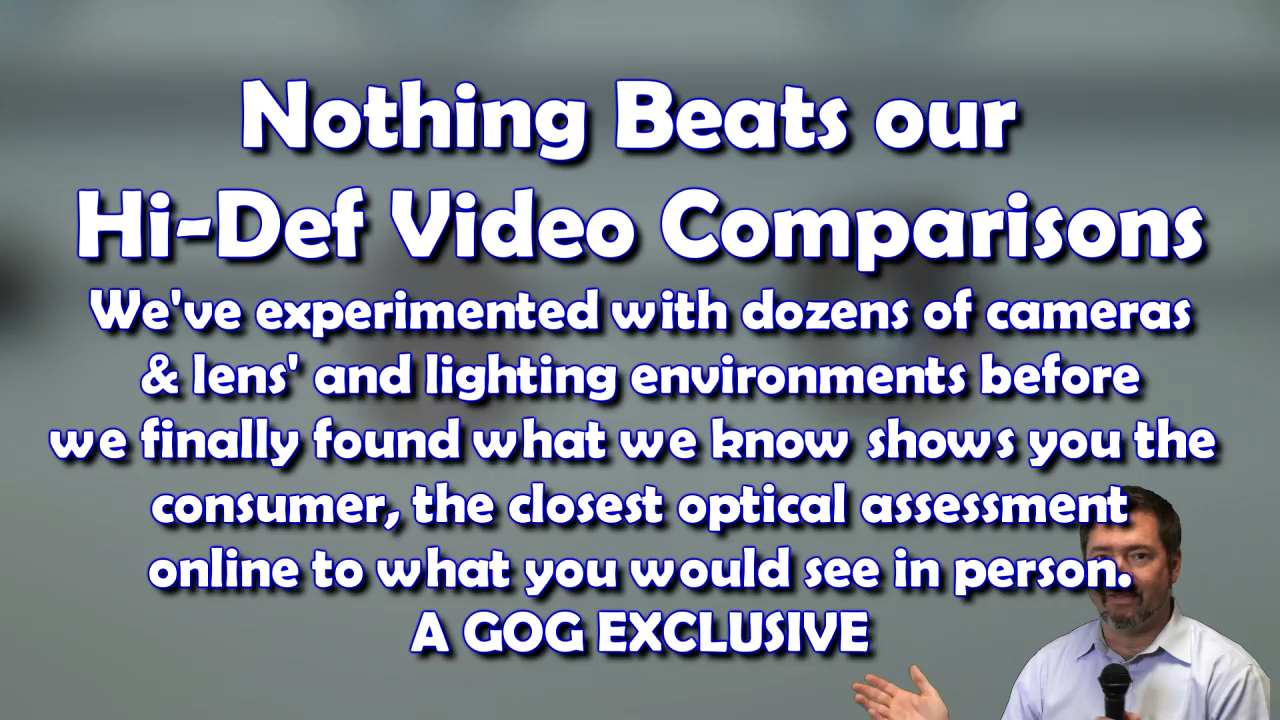 Nothing Beats our
Hi-Def Video Comparisons
We've experimented with dozens of cameras
& lens' and lighting environments before
we finally found what we know shows you the
consumer, the closest optical assessment
online to what you would see in person.
A GOG EXCLUSIVE